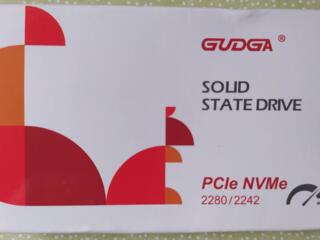 GUDGA ®
SOLID
STATE DRIVE
PCIe NVMe
2280/2242